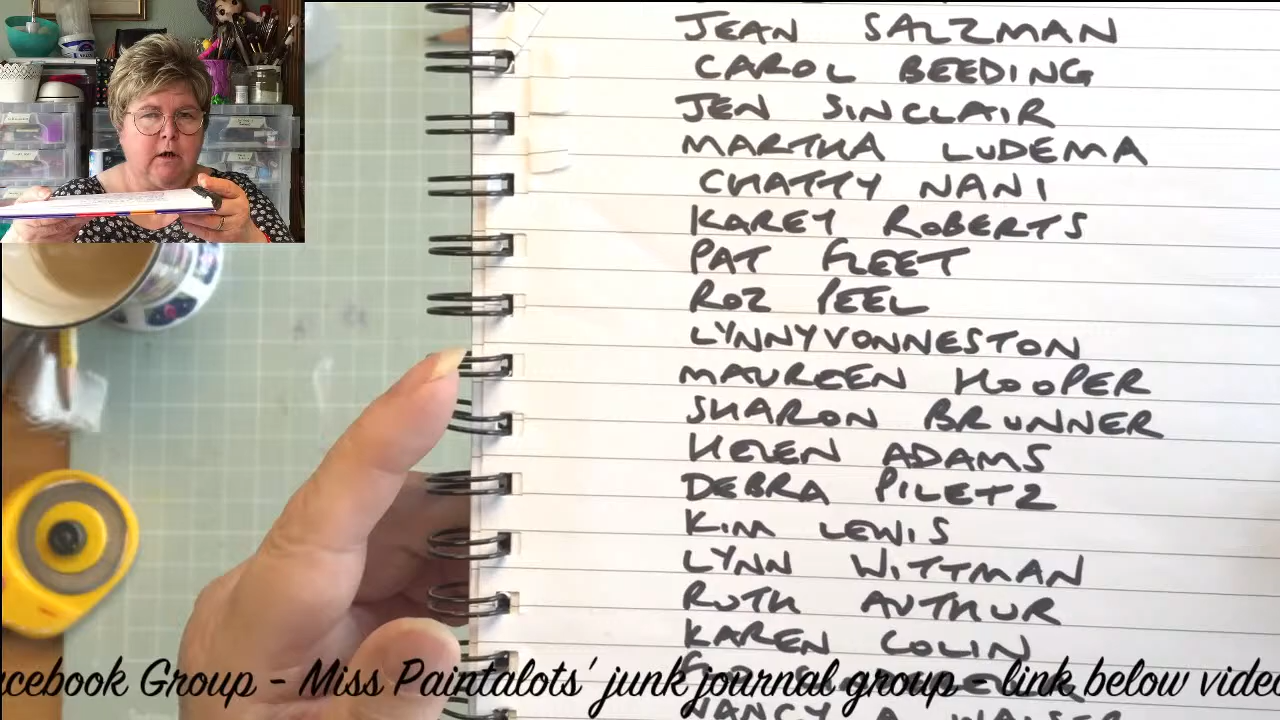 JEAN SALZMAN
CAROL BEEDING
JEN SINCLAIR
MARTHA LUDEMA
CHATTY NANI
KAREY ROBERTS
PAT FLEET
ROZ PEEL
LYNNYVONNESTON
MAUREEN HOOPER
SHARON BRUNNER
HELEN ADAMS
DEBRA PILETZ
KIM LEWIS
LYNN WITTMAN
RUTH AUTHUR
KAREN COLIN
acebook Group - Miss Paintalots' junk journal group - link below video
NANCY A